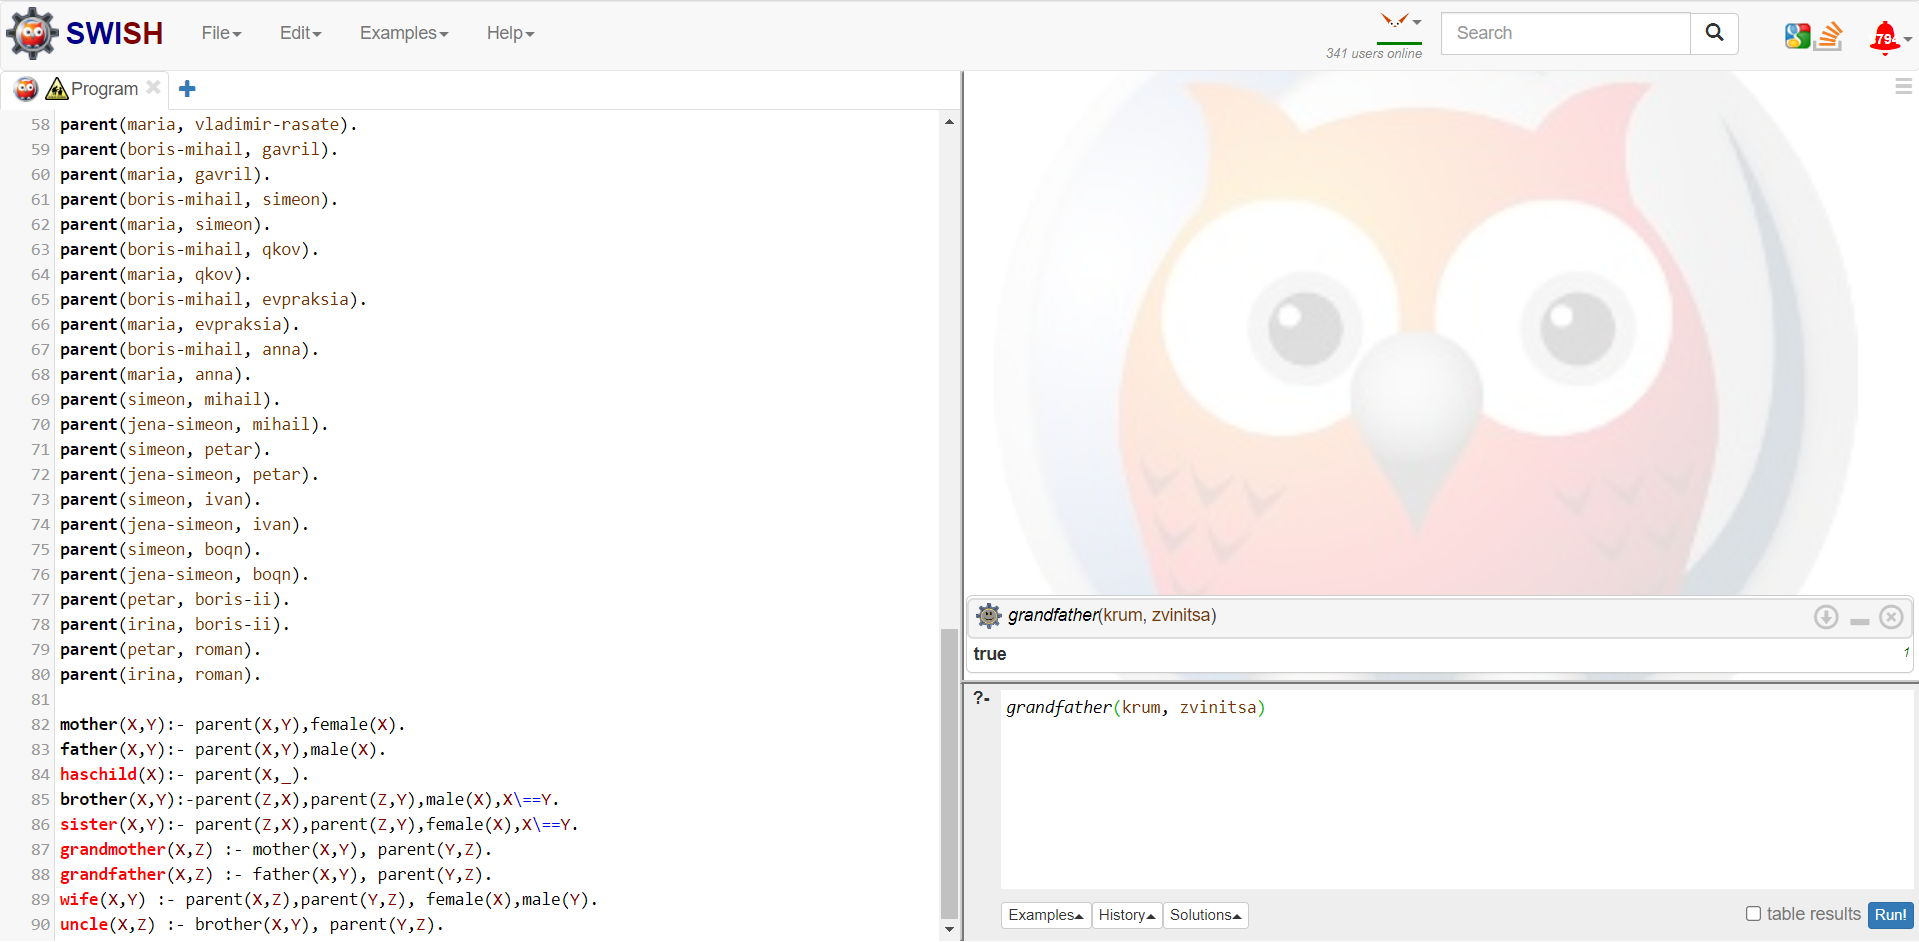 SWISH File Edit Examples Help
341 users online
Search
794
Program
58 parent(maria, vladimir-rasate).
59 parent(boris-mihail, gavril).
60 parent(maria, gavril).
61 parent(boris-mihail, simeon).
62 parent(maria, simeon).
63 parent(boris-mihail, qkov).
64 parent(maria, qkov).
65 parent(boris-mihail, evpraksia).
66 parent(maria, evpraksia).
67 parent(boris-mihail, anna).
68 parent(maria, anna).
69 parent(simeon, mihail).
70 parent(jena-simeon, mihail).
71 parent(simeon, petar).
72 parent(jena-simeon, petar).
73 parent(simeon, ivan).
74 parent(jena-simeon, ivan).
75 parent(simeon, boqn).
76 parent(jena-simeon, boqn).
77 parent(petar, boris-ii).
78 parent(irina, boris-ii).
79 parent(petar, roman).
80 parent(irina, roman).
81
82 mother(X,Y):- parent(X,Y),female(X).
83 father(X,Y):- parent(X,Y),male(X).
84 haschild(X):- parent(X,_).
85 brother(X,Y):-parent(Z,X),parent(Z,Y),male(X),X\==Y.
86 sister(X,Y):- parent(Z,X),parent(Z,Y),female(X),X\==Y.
87 grandmother(X,Z) :- mother(X,Y), parent(Y,Z).
88 grandfather(X,Z) :- father(X,Y), parent(Y,Z).
89 wife(X,Y) :- parent(X,Z),parent(Y,Z), female(X),male(Y).
90 uncle(X,Z) :- brother(X,Y), parent(Y,Z).
grandfather(krum, zvinitsa)
true 1
?- grandfather(krum, zvinitsa)
Examples History Solutions table results Run!